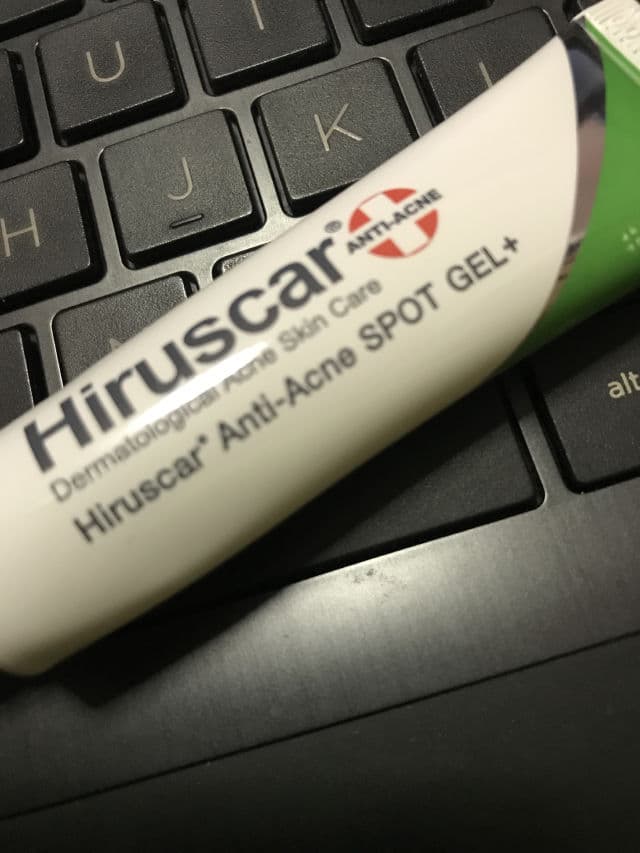 U
I
H
J
K
L
Hiruscar®
ANTI-ACNE
Dermatological Acne Skin Care
Hiruscar® Anti-Acne SPOT GEL+
alt